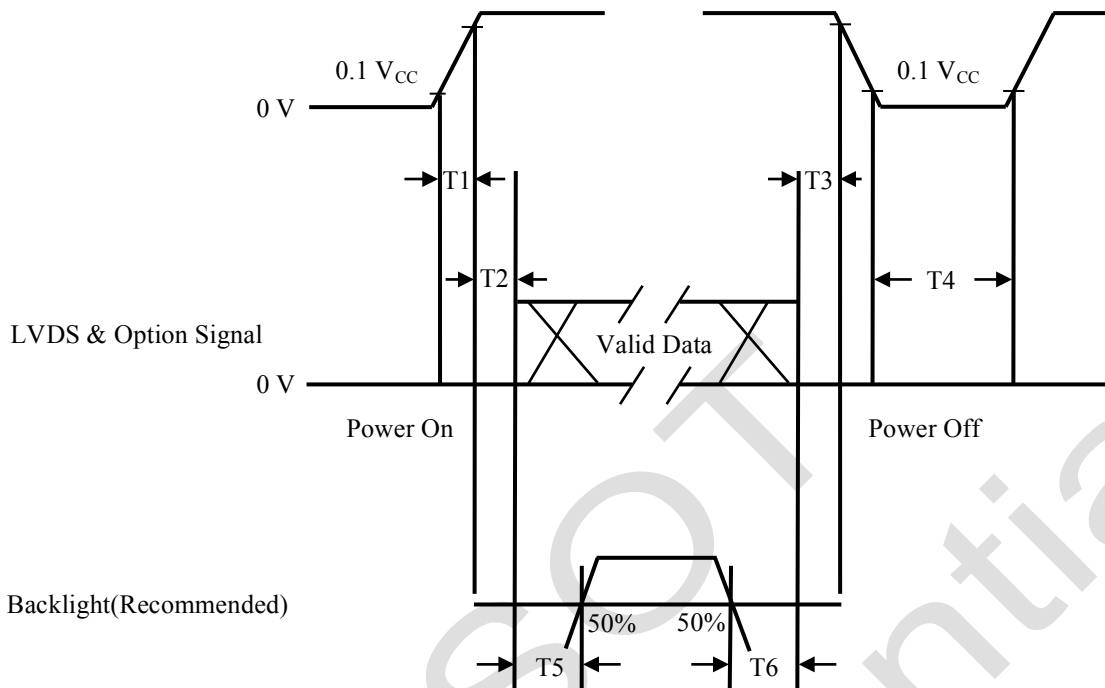 0.1 V<sub>CC</sub>
0.1 V<sub>CC</sub>
0 V
T1
T3
T2
T4
LVDS & Option Signal
Valid Data
0 V
Power On
Power Off
Backlight(Recommended)
50%
50%
T5
T6